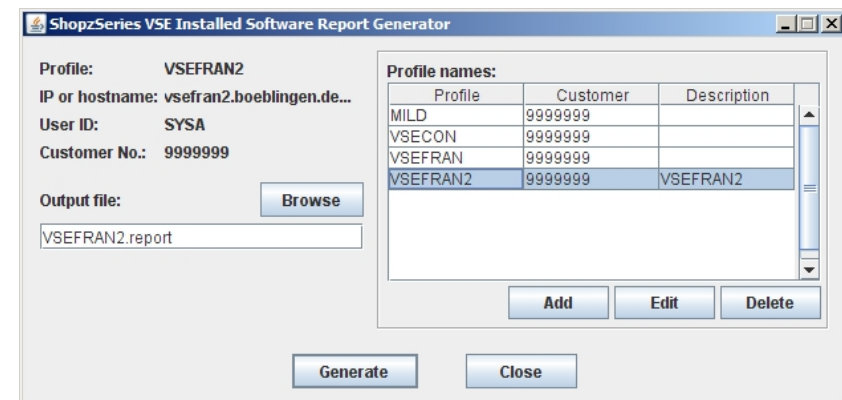 ShopzSeries VSE Installed Software Report Generator
Profile: VSEFRAN2
IP or hostname: vsefran2.boeblingen.de...
User ID: SYSA
Customer No.: 9999999
Output file: Browse
VSEFRAN2.report
Profile names:
Profile Customer Description
MILD 9999999
VSECON 9999999
VSEFRAN 9999999
VSEFRAN2 9999999 VSEFRAN2
Add Edit Delete
Generate Close